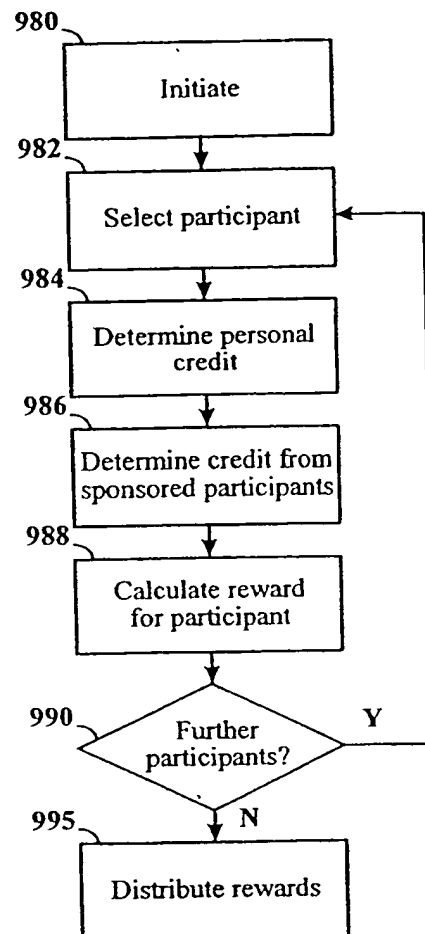 980
Initiate
982
Select participant
984
Determine personal
credit
986
Determine credit from
sponsored participants
988
Calculate reward
for participant
990
Further
participants?
Y
N
995
Distribute rewards